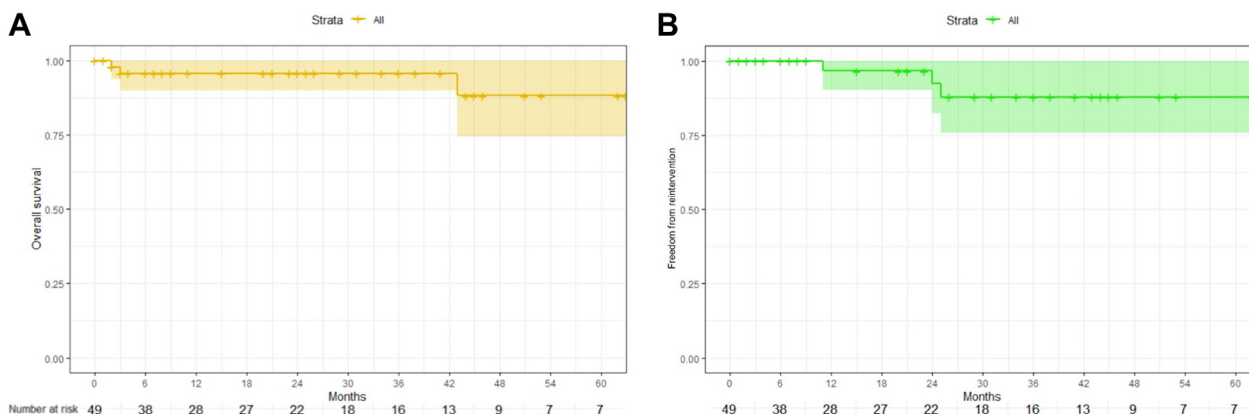 A
Strata All
Overall survival
1.00
0.75
0.50
0.25
0.00
0 6 12 18 24 30 36 42 48 54 60
Months
Number at risk 49 38 28 27 22 18 16 13 9 7 7
B
Strata All
Freedom from reintervention
1.00
0.75
0.50
0.25
0.00
0 6 12 18 24 30 36 42 48 54 60
Months
49 38 28 27 22 18 16 13 9 7 7